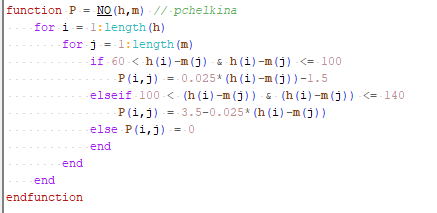 function P = NO(h,m) // pchelkina
    for i = 1:length(h)
        for j = 1:length(m)
            if 60 < h(i)-m(j) & h(i)-m(j) <= 100
                P(i,j) = 0.025*(h(i)-m(j))-1.5
            elseif 100 < (h(i)-m(j)) & (h(i)-m(j)) <= 140
                P(i,j) = 3.5-0.025*(h(i)-m(j))
            else P(i,j) = 0
            end
        end
    end
endfunction